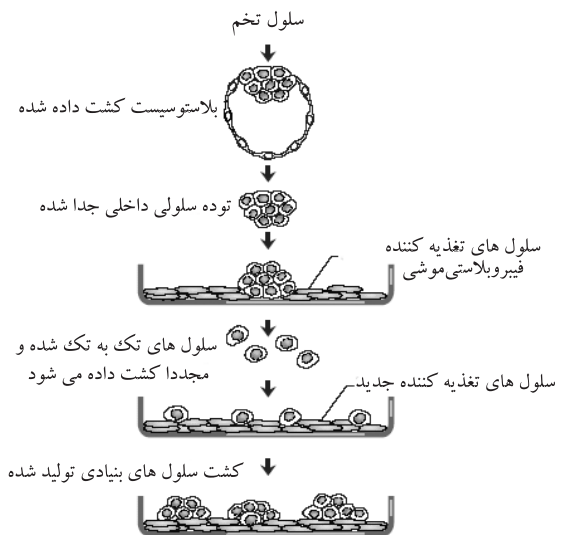 سلول تخم
بلاستوسیست کشت داده شده
توده سلولی داخلی جدا شده
سلول های تغذیه کننده
فیبروبلاستی‌موشی
سلول های تک به تک شده و
مجددا کشت داده می شود
سلول های تغذیه کننده جدید
کشت سلول های بنیادی تولید شده